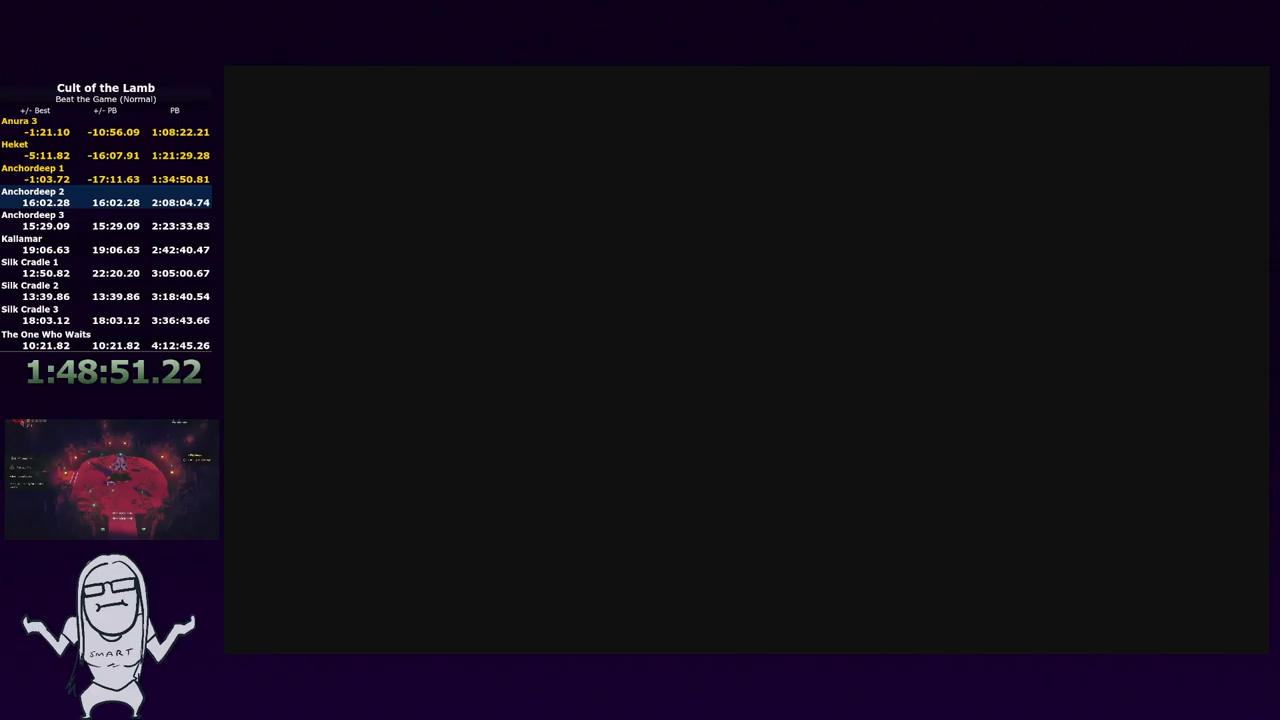 Cult of the Lamb
Beat the Game (Normal)
+/- Best +/- PB PB
Anura 3
-1:21.10 -10:56.09 1:08:22.21
Heket
-5:11.82 -16:07.91 1:21:29.28
Anchordeep 1
-1:03.72 -17:11.63 1:34:50.81
Anchordeep 2
16:02.28 16:02.28 2:08:04.74
Anchordeep 3
15:29.09 15:29.09 2:23:33.83
Kallamar
19:06.63 19:06.63 2:42:40.47
Silk Cradle 1
12:50.82 22:20.20 3:05:00.67
Silk Cradle 2
13:39.86 13:39.86 3:18:40.54
Silk Cradle 3
18:03.12 18:03.12 3:36:43.66
The One Who Waits
10:21.82 10:21.82 4:12:45.26
1:48:51.22
SMART